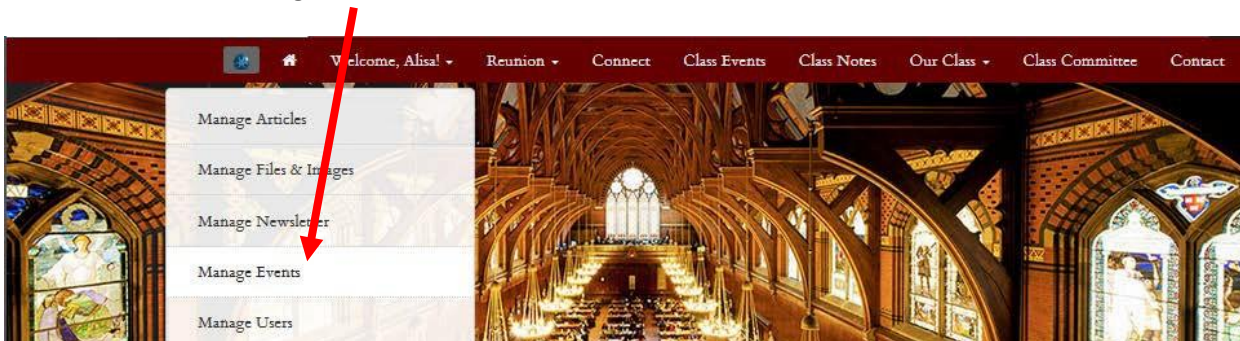 Welcome, Alisa! Reunion Connect Class Events Class Notes Our Class Class Committee Contact
Manage Articles
Manage Files & Images
Manage Newsletter
Manage Events
Manage Users